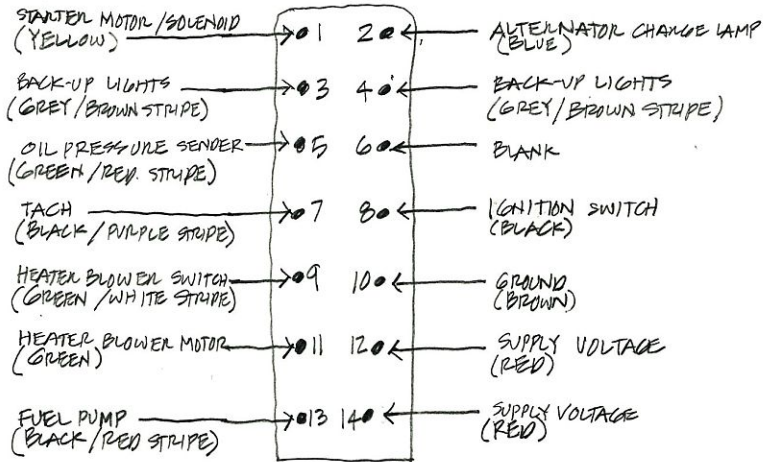 STARTER MOTOR/SOLENOID
(YELLOW)
1 2
ALTERNATOR CHARGE LAMP
(BLUE)
BACK-UP LIGHTS
(GREY/BROWN STRIPE)
3 4
BACK-UP LIGHTS
(GREY/BROWN STRIPE)
OIL PRESSURE SENDER
(GREEN/RED STRIPE)
5 6
BLANK
TACH
(BLACK/PURPLE STRIPE)
7 8
IGNITION SWITCH
(BLACK)
HEATER BLOWER SWITCH
(GREEN/WHITE STRIPE)
9 10
GROUND
(BROWN)
HEATER BLOWER MOTOR
(GREEN)
11 12
SUPPLY VOLTAGE
(RED)
FUEL PUMP
(BLACK/RED STRIPE)
13 14
SUPPLY VOLTAGE
(RED)